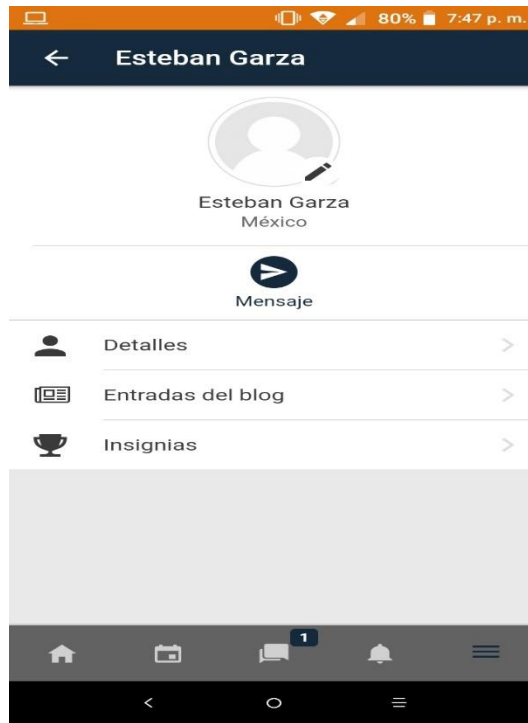 80% 7:47 p. m.
Esteban Garza
Esteban Garza
México
Mensaje
Detalles
Entradas del blog
Insignias
1